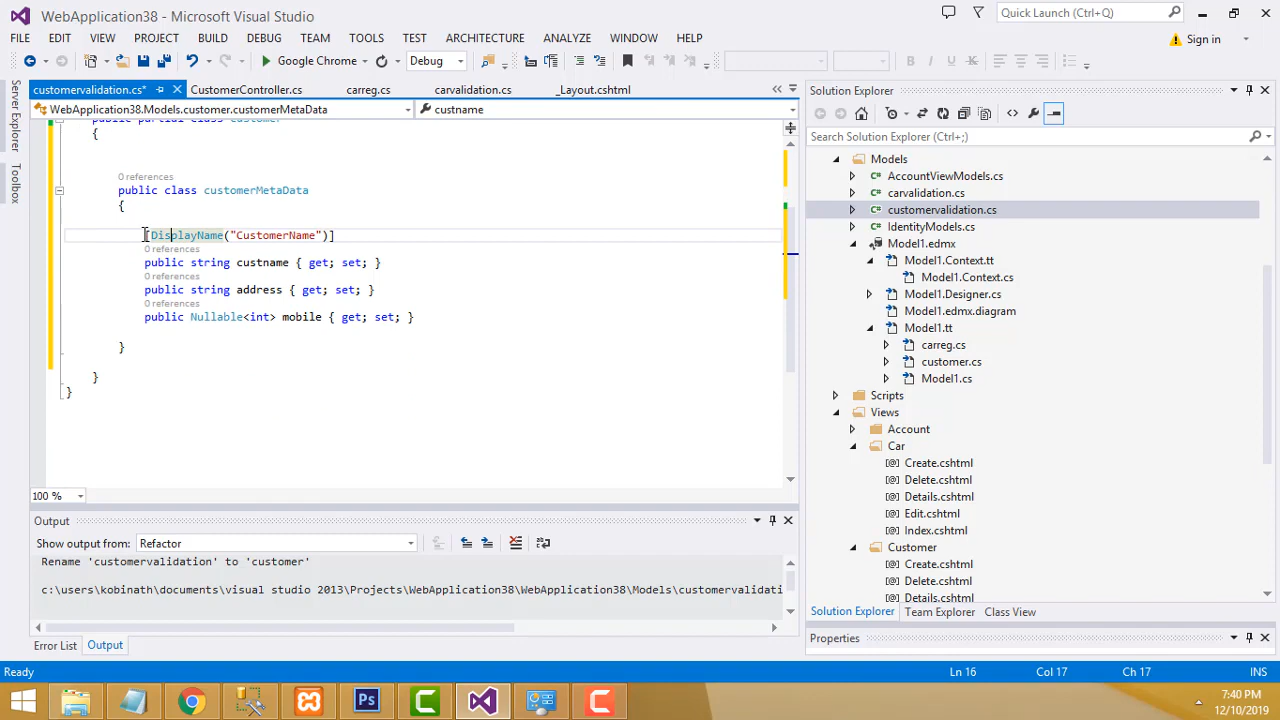 WebApplication38 - Microsoft Visual Studio
Quick Launch (Ctrl+Q)
FILE EDIT VIEW PROJECT BUILD DEBUG TEAM TOOLS TEST ARCHITECTURE ANALYZE WINDOW HELP
Sign in
Google Chrome Debug
Server Explorer
Toolbox
customervalidation.cs* CustomerController.cs carreg.cs carvalidation.cs _Layout.cshtml
WebApplication38.Models.customer.customerMetaData custname
public partial class customer
{
0 references
public class customerMetaData
{
[DisplayName("CustomerName")]
0 references
public string custname { get; set; }
0 references
public string address { get; set; }
0 references
public Nullable<int> mobile { get; set; }
}
}
}
100 %
Output
Show output from: Refactor
Rename 'customervalidation' to 'customer'
c:\users\kobinath\documents\visual studio 2013\Projects\WebApplication38\WebApplication38\Models\customervalidati
Error List Output
Solution Explorer
Search Solution Explorer (Ctrl+;)
Models
AccountViewModels.cs
carvalidation.cs
customervalidation.cs
IdentityModels.cs
Model1.edmx
Model1.Context.tt
Model1.Context.cs
Model1.Designer.cs
Model1.edmx.diagram
Model1.tt
carreg.cs
customer.cs
Model1.cs
Scripts
Views
Account
Car
Create.cshtml
Delete.cshtml
Details.cshtml
Edit.cshtml
Index.cshtml
Customer
Create.cshtml
Delete.cshtml
Details.cshtml
Solution Explorer Team Explorer Class View
Properties
Ready Ln 16 Col 17 Ch 17 INS
Ps
7:40 PM
12/10/2019